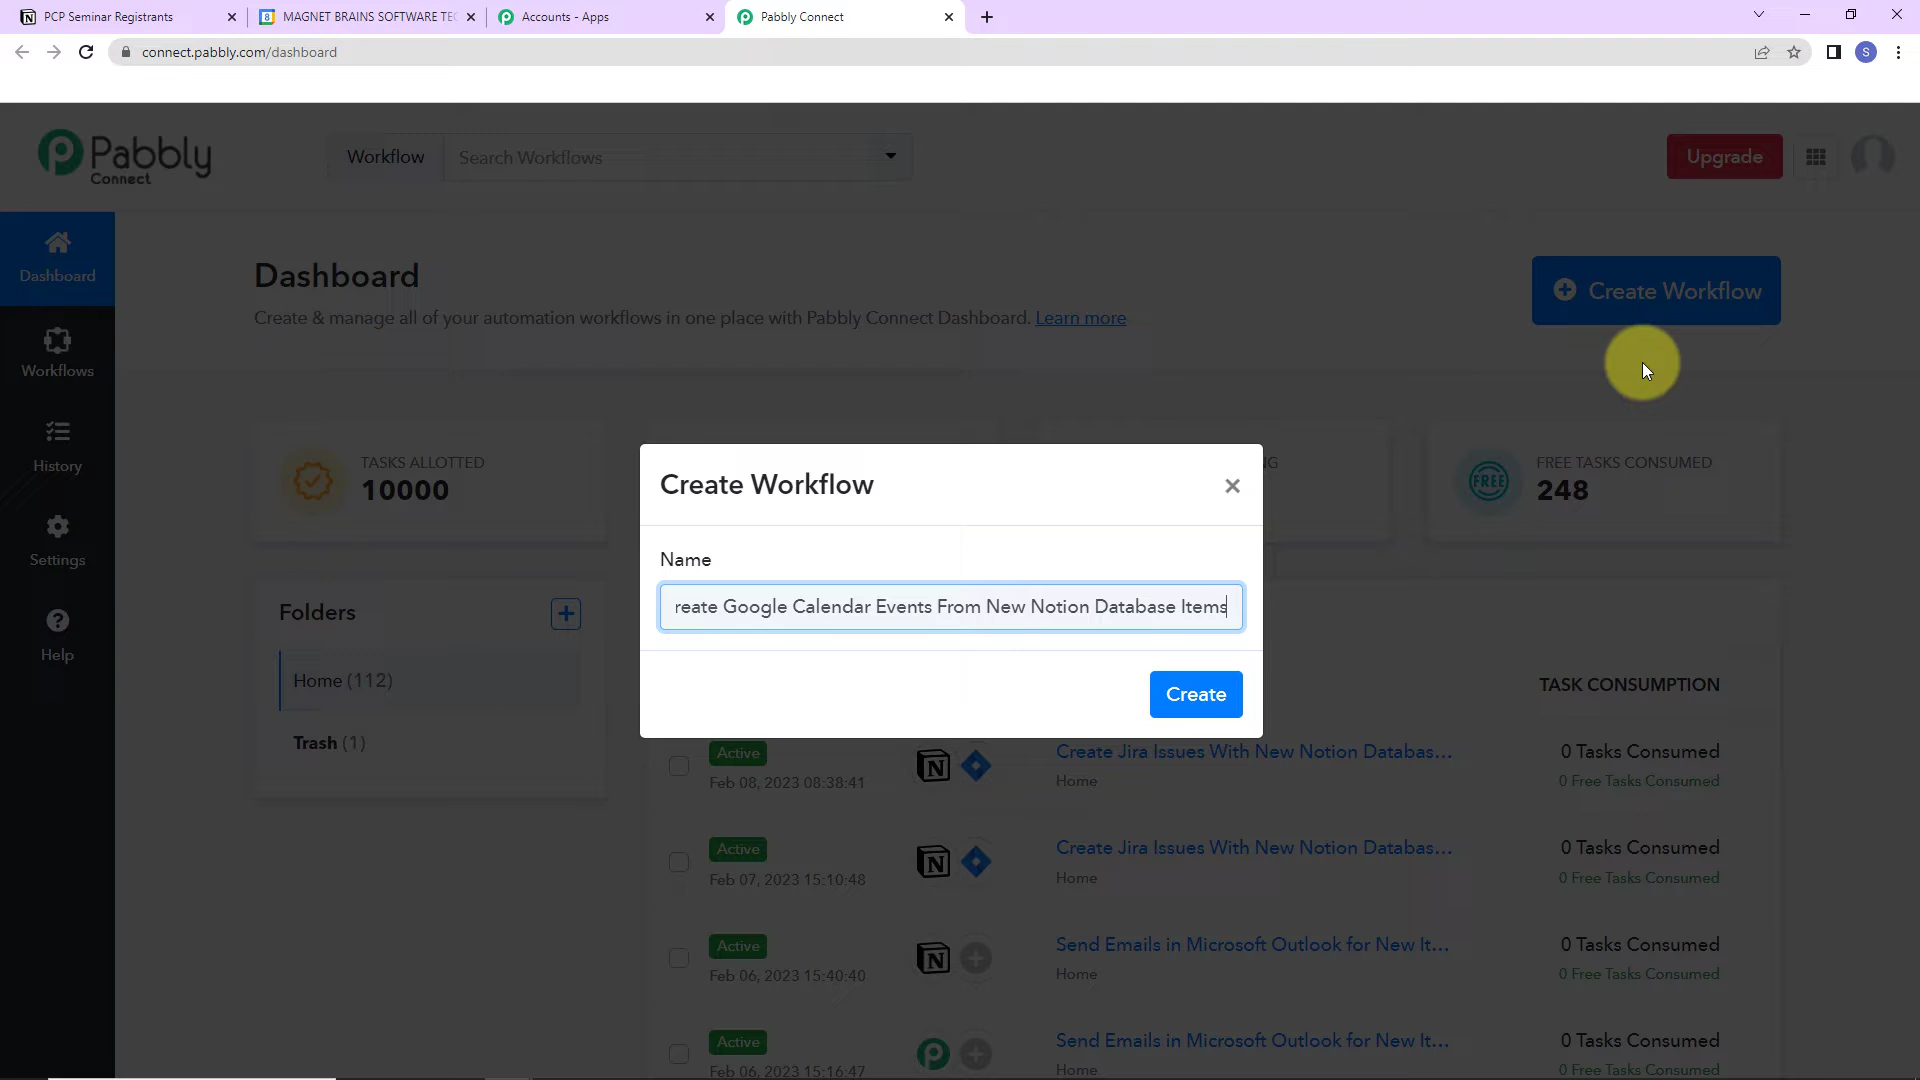 PCP Seminar Registrants
MAGNET BRAINS SOFTWARE TEC
Accounts - Apps
Pabbly Connect
connect.pabbly.com/dashboard
S
Pabbly
Connect
Workflow
Search Workflows
Upgrade
Dashboard
Workflows
History
Settings
Help
Dashboard
Create & manage all of your automation workflows in one place with Pabbly Connect Dashboard. Learn more
Create Workflow
TASKS ALLOTTED
10000
NG
FREE
FREE TASKS CONSUMED
248
Folders
Home (112)
Trash (1)
Create Workflow
Name
reate Google Calendar Events From New Notion Database Items
Create
TASK CONSUMPTION
Active
Feb 08, 2023 08:38:41
Create Jira Issues With New Notion Databas...
Home
0 Tasks Consumed
0 Free Tasks Consumed
Active
Feb 07, 2023 15:10:48
Create Jira Issues With New Notion Databas...
Home
0 Tasks Consumed
0 Free Tasks Consumed
Active
Feb 06, 2023 15:40:40
Send Emails in Microsoft Outlook for New It...
Home
0 Tasks Consumed
0 Free Tasks Consumed
Active
Feb 06, 2023 15:16:47
Send Emails in Microsoft Outlook for New It...
Home
0 Tasks Consumed
0 Free Tasks Consumed